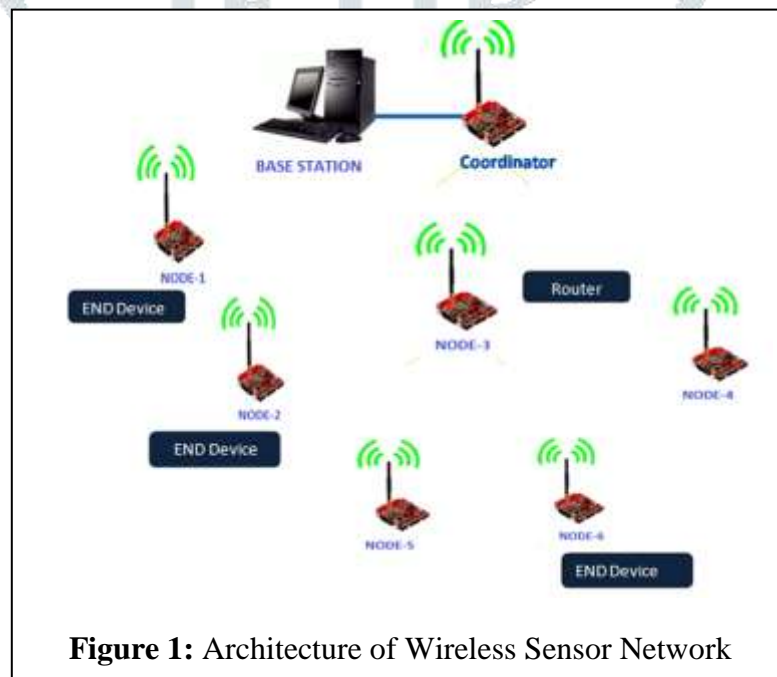 BASE STATION
Coordinator
NODE-1
END Device
Router
NODE-3
NODE-2
NODE-4
END Device
NODE-5
NODE-6
END Device
Figure 1: Architecture of Wireless Sensor Network